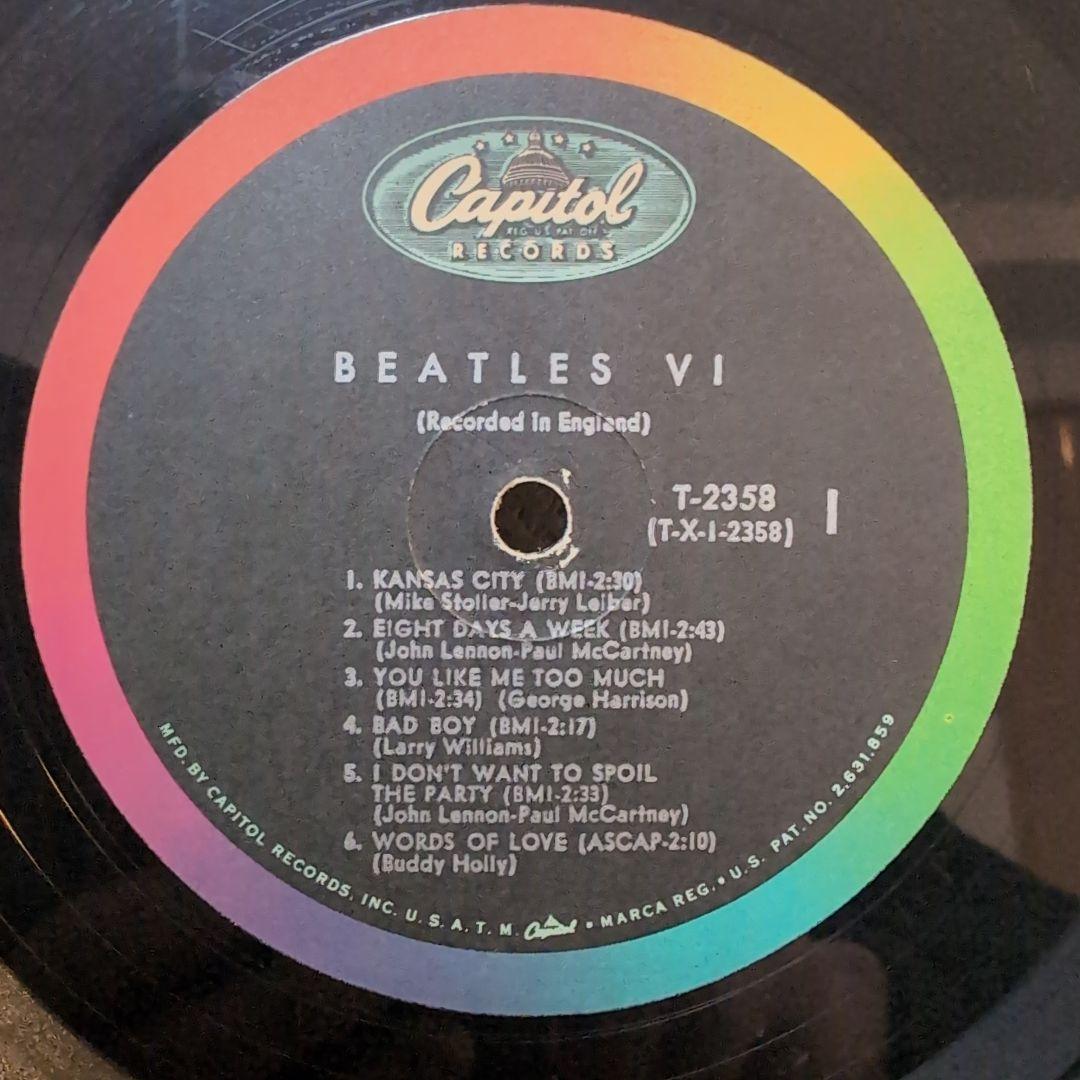 Capitol
REG. U.S. PAT. OFF.
RECORDS
BEATLES VI
(Recorded in England)
T-2358
(T-X-1-2358) 1
1. KANSAS CITY (BMI-2:30)
(Mike Stoller-Jerry Leiber)
2. EIGHT DAYS A WEEK (BMI-2:43)
(John Lennon-Paul McCartney)
3. YOU LIKE ME TOO MUCH
(BMI-2:34) (George Harrison)
4. BAD BOY (BMI-2:17)
(Larry Williams)
5. I DON'T WANT TO SPOIL
THE PARTY (BMI-2:33)
(John Lennon-Paul McCartney)
6. WORDS OF LOVE (ASCAP-2:10)
(Buddy Holly)
MFD. BY CAPITOL RECORDS, INC. U.S.A. T.M. Capitol • MARCA REG. • U.S. PAT. NO. 2,631,859